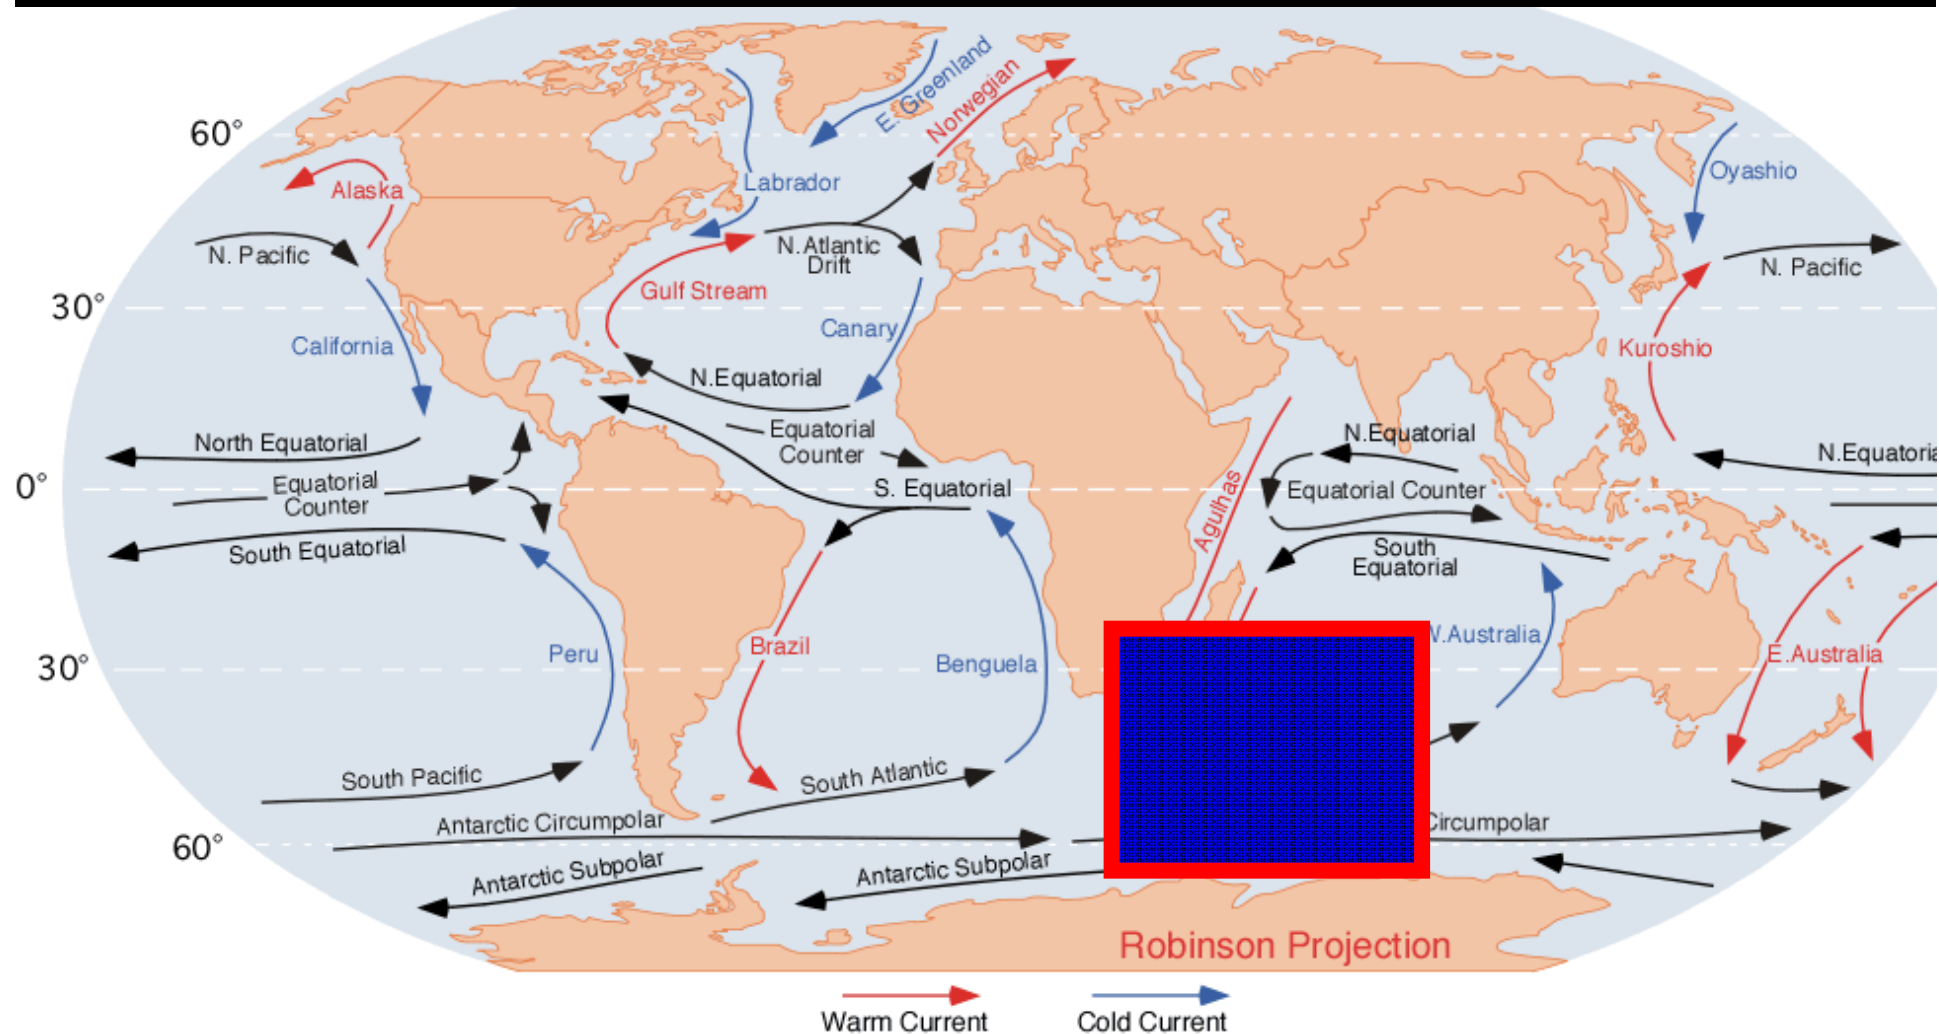 E. Greenland
Norwegian
60°
Labrador
Oyashio
Alaska
N. Pacific
N.Atlantic
Drift
N. Pacific
Gulf Stream
30°
Canary
California
Kuroshio
N.Equatorial
North Equatorial
Equatorial
Counter
N.Equatorial
0°
Equatorial
Counter
S. Equatorial
Agulhas
Equatorial Counter
South Equatorial
South
Equatorial
Peru
Brazil
Benguela
W.Australia
E.Australia
30°
South Pacific
South Atlantic
Antarctic Circumpolar
Circumpolar
60°
Antarctic Subpolar
Antarctic Subpolar
Robinson Projection
Warm Current
Cold Current